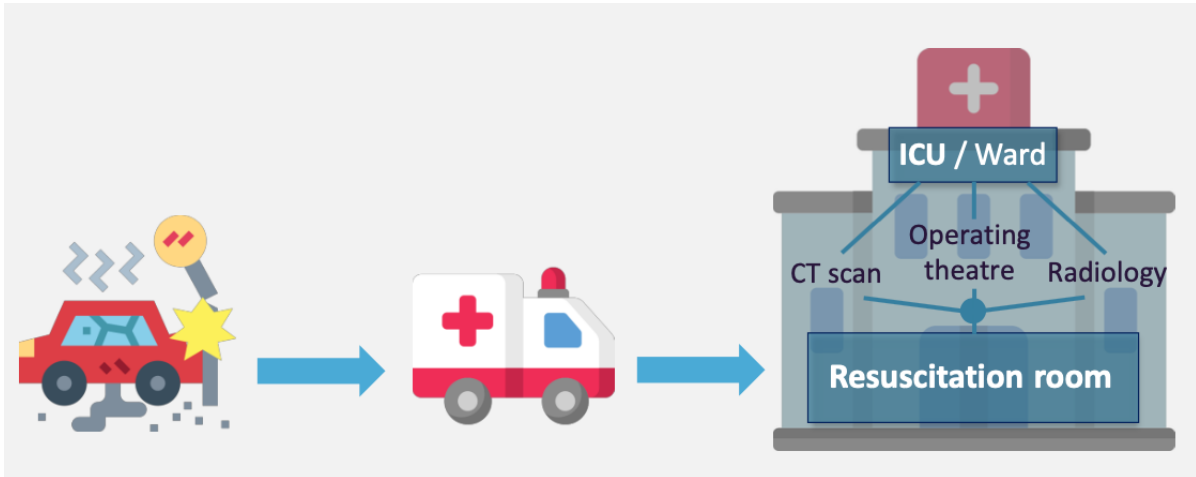 ICU / Ward
Operating
theatre
CT scan
Radiology
Resuscitation room